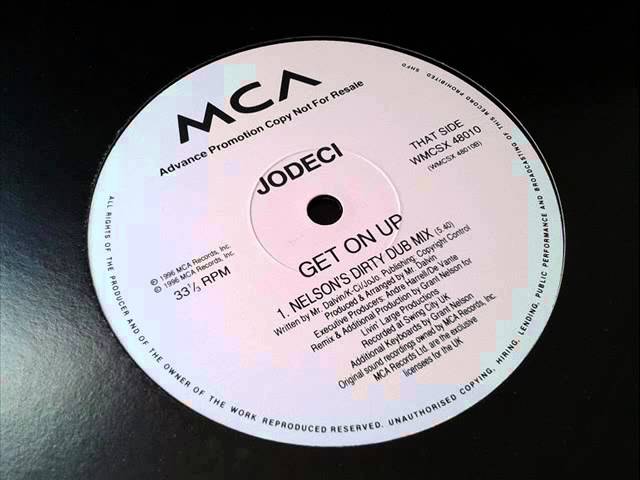 MCA
Advance Promotion Copy Not For Resale
JODECI
THAT SIDE
WMCSX 48010
(WMCSX 48010B)
℗ 1996 MCA Records, Inc.
© 1996 MCA Records, Inc.
33⅓ RPM
GET ON UP
1. NELSON'S DIRTY DUB MIX (5.40)
Written by Mr. Dalvin/K-Ci/JoJo. Publishing: Copyright Control
Produced & Arranged by Mr. Dalvin
Executive Producers: Andre Harrell/De Vante
Remix & Additional Production by Grant Nelson for
Livin' Large Productions
Recorded at Swing City UK
Additional Keyboards by Grant Nelson
Original sound recordings owned by MCA Records, Inc.
MCA Records Ltd. are the exclusive
licensees for the UK
ALL RIGHTS OF THE PRODUCER AND OF THE OWNER OF THE WORK REPRODUCED RESERVED. UNAUTHORISED COPYING, HIRING, LENDING, PUBLIC PERFORMANCE AND BROADCASTING OF THIS RECORD PROHIBITED SHFO